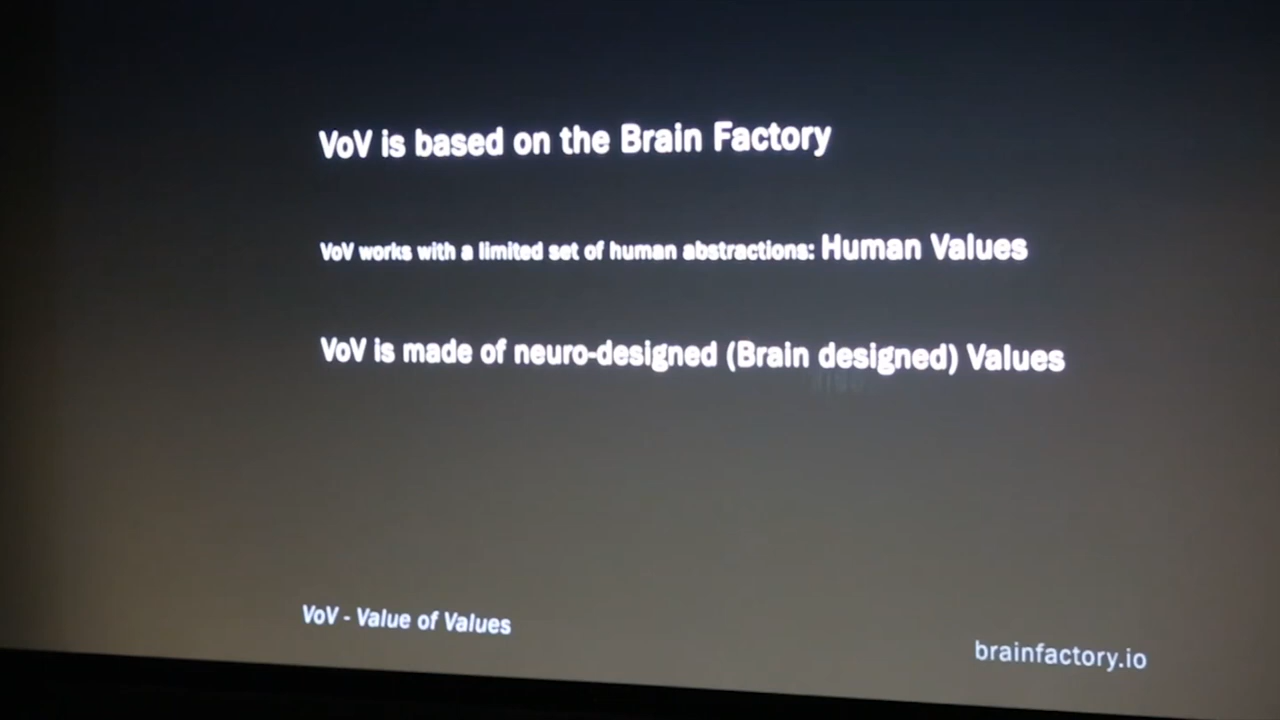 VoV is based on the Brain Factory
VoV works with a limited set of human abstractions: Human Values
VoV is made of neuro-designed (Brain designed) Values
VoV - Value of Values
brainfactory.io